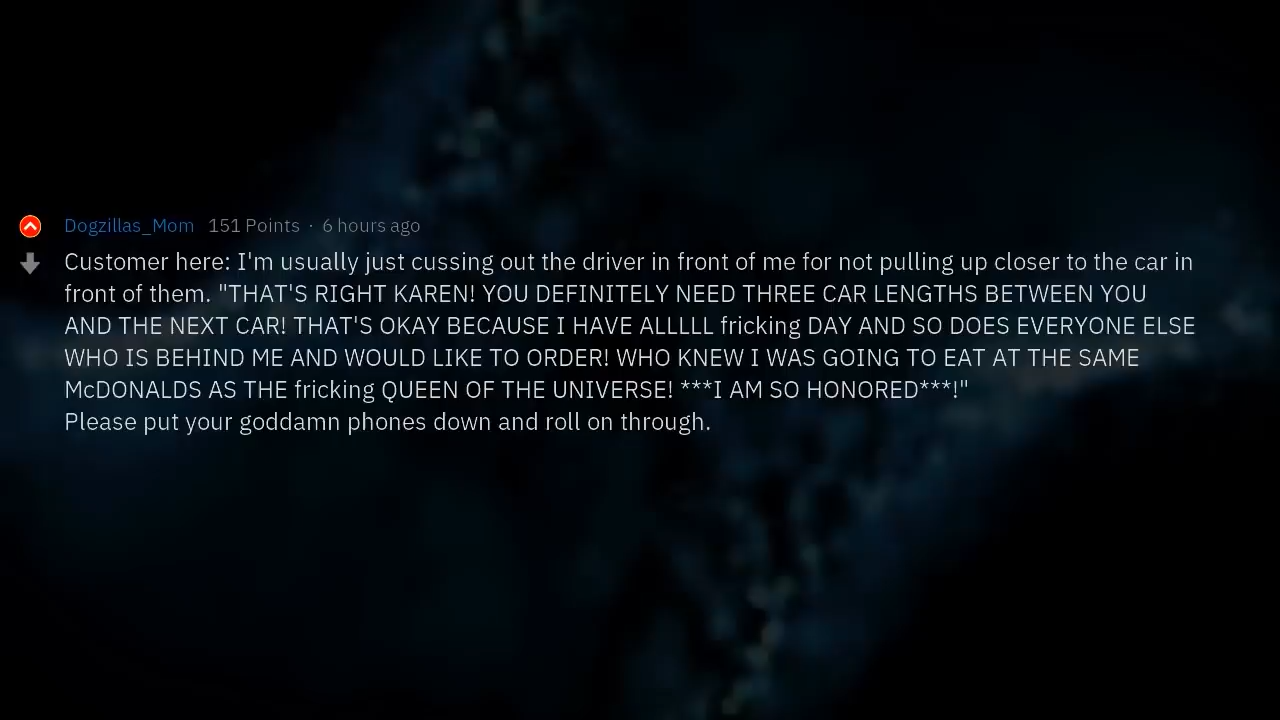 Dogzillas_Mom 151 Points · 6 hours ago
Customer here: I'm usually just cussing out the driver in front of me for not pulling up closer to the car in
front of them. "THAT'S RIGHT KAREN! YOU DEFINITELY NEED THREE CAR LENGTHS BETWEEN YOU
AND THE NEXT CAR! THAT'S OKAY BECAUSE I HAVE ALLLLL fricking DAY AND SO DOES EVERYONE ELSE
WHO IS BEHIND ME AND WOULD LIKE TO ORDER! WHO KNEW I WAS GOING TO EAT AT THE SAME
McDONALDS AS THE fricking QUEEN OF THE UNIVERSE! ***I AM SO HONORED***!"
Please put your goddamn phones down and roll on through.